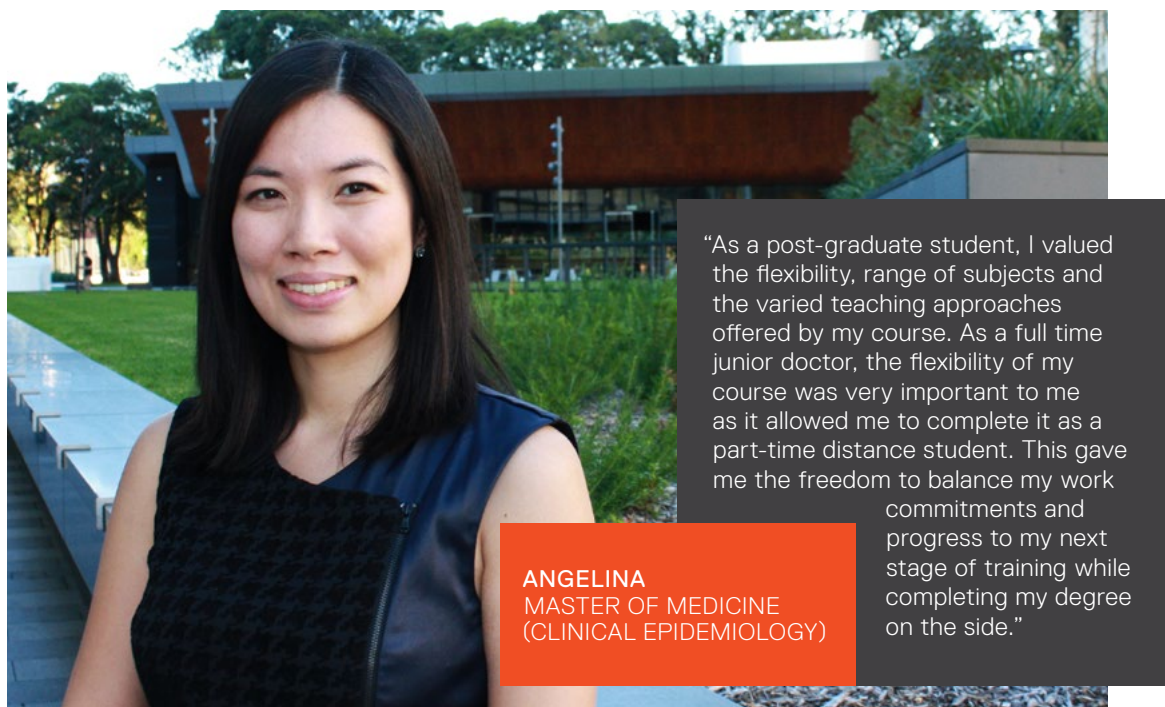 “As a post-graduate student, I valued
the flexibility, range of subjects and
the varied teaching approaches
offered by my course. As a full time
junior doctor, the flexibility of my
course was very important to me
as it allowed me to complete it as a
part-time distance student. This gave
me the freedom to balance my work
commitments and
progress to my next
stage of training while
completing my degree
on the side.”
ANGELINA
MASTER OF MEDICINE
(CLINICAL EPIDEMIOLOGY)